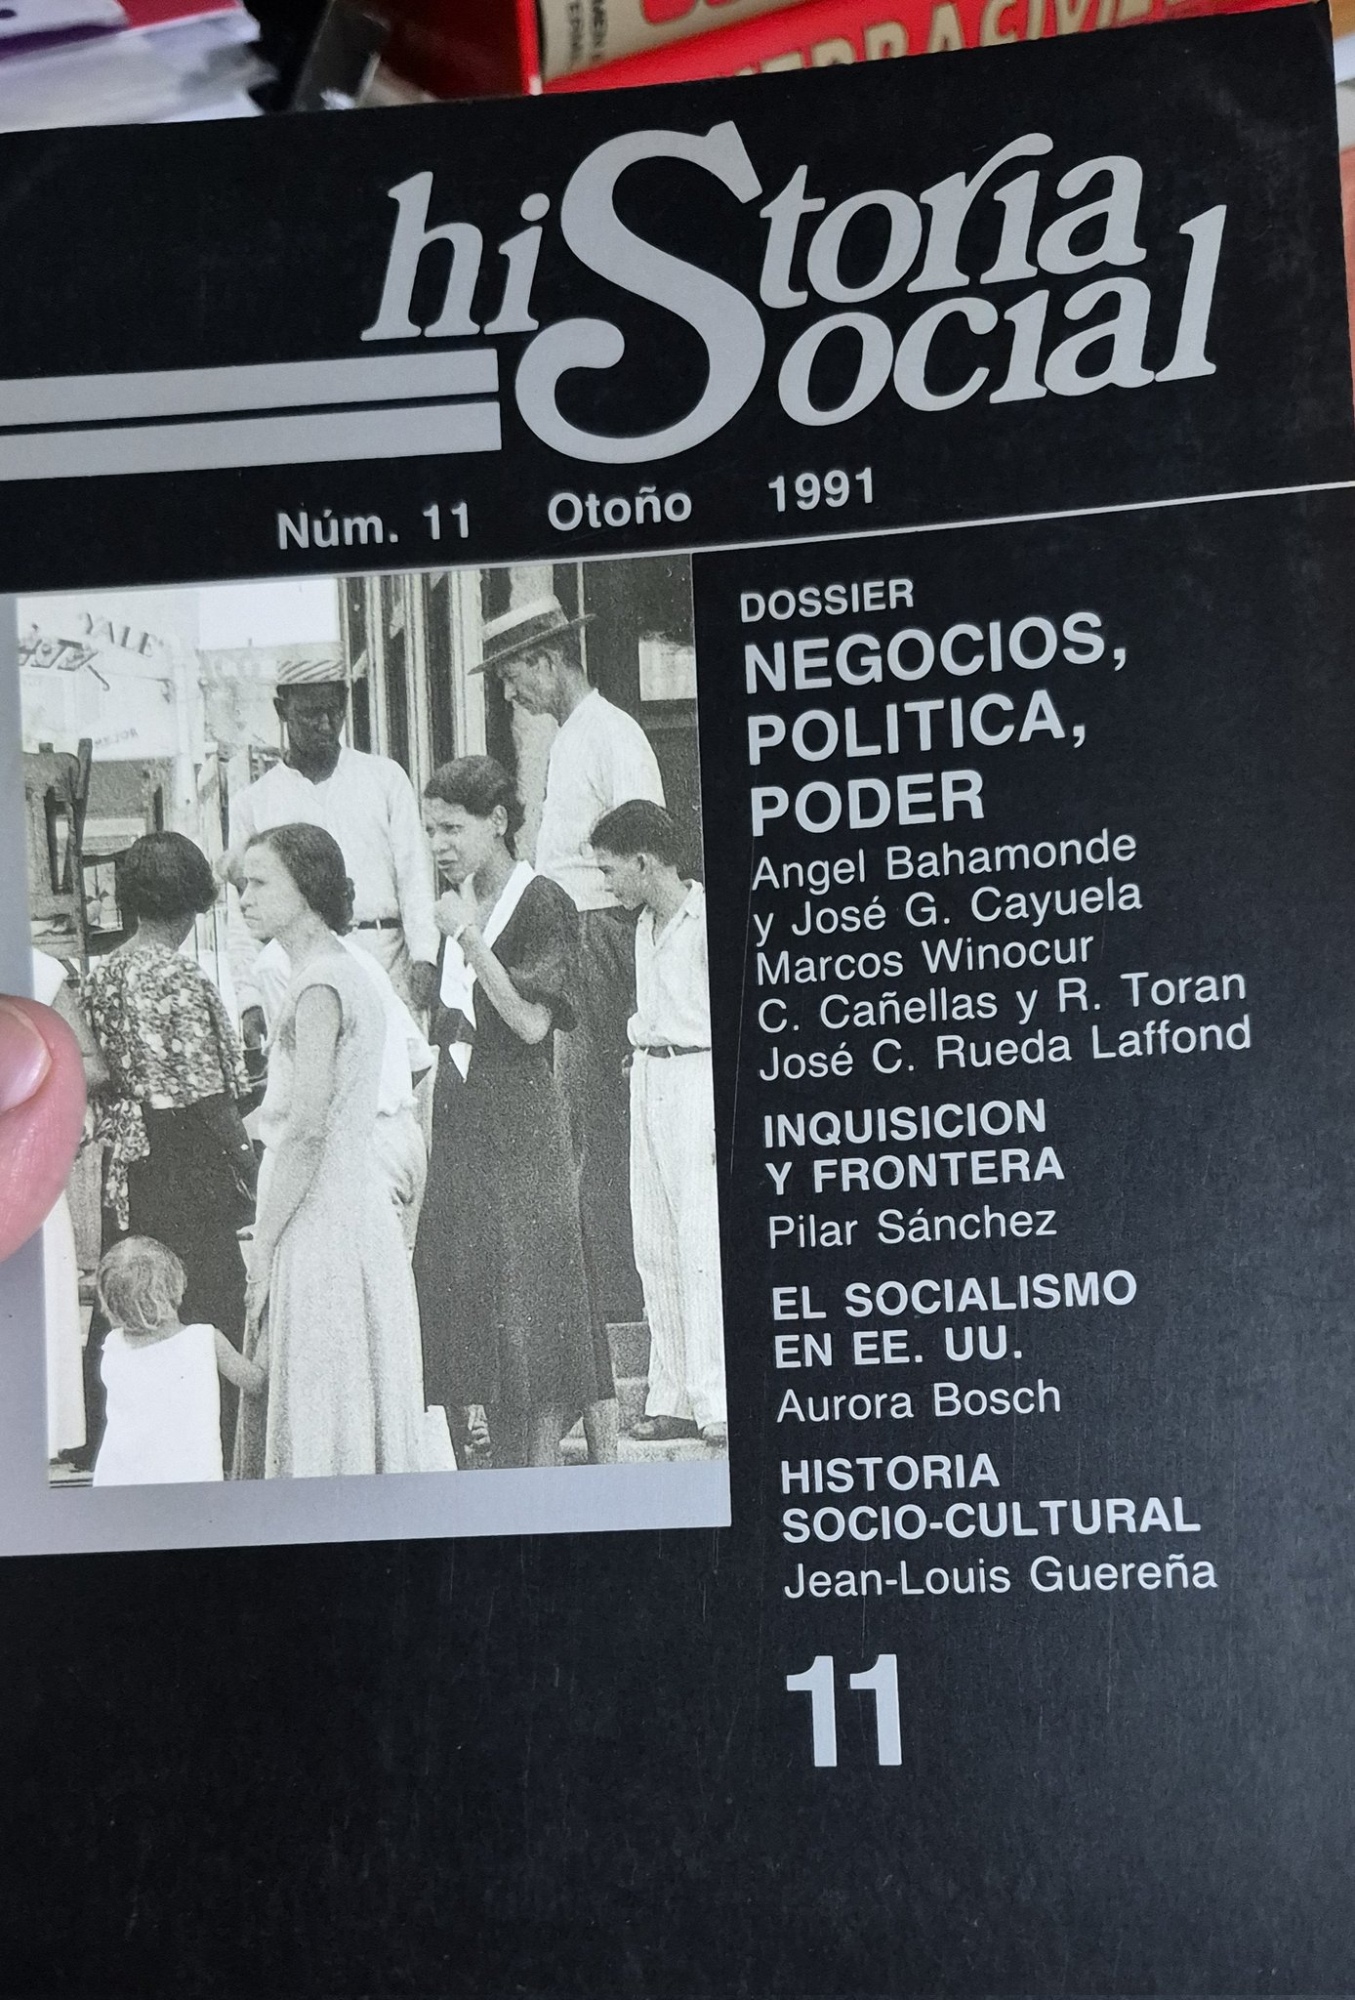 hiStoria
Social
Núm. 11 Otoño 1991
DOSSIER
NEGOCIOS,
POLITICA,
PODER
Angel Bahamonde
y José G. Cayuela
Marcos Winocur
C. Cañellas y R. Toran
José C. Rueda Laffond
INQUISICION
Y FRONTERA
Pilar Sánchez
EL SOCIALISMO
EN EE. UU.
Aurora Bosch
HISTORIA
SOCIO-CULTURAL
Jean-Louis Guereña
11
YALE